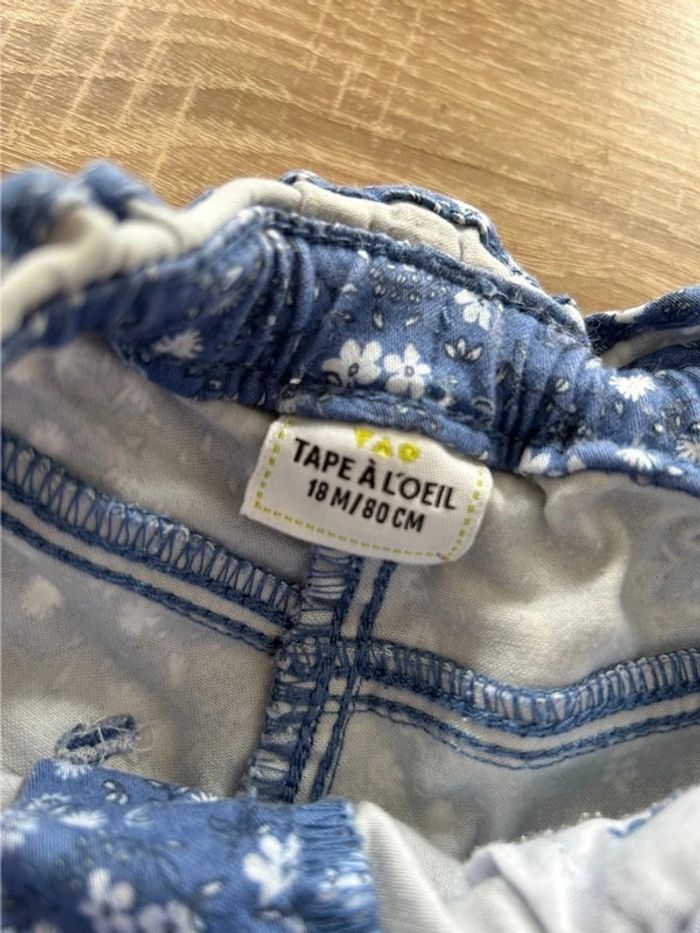 TAO
TAPE À L'OEIL
18 M/80 CM